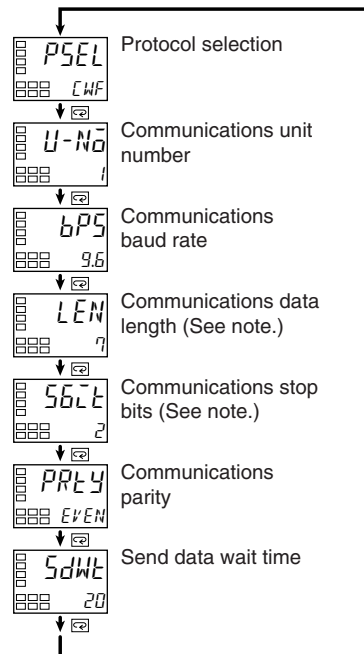 PSEL
Protocol selection
CWF
U-No
Communications unit
number
1
bPS
Communications
baud rate
9.6
LEN
Communications data
length (See note.)
7
Sbit
Communications stop
bits (See note.)
2
PRtY
Communications
parity
EVEN
SdWt
Send data wait time
20